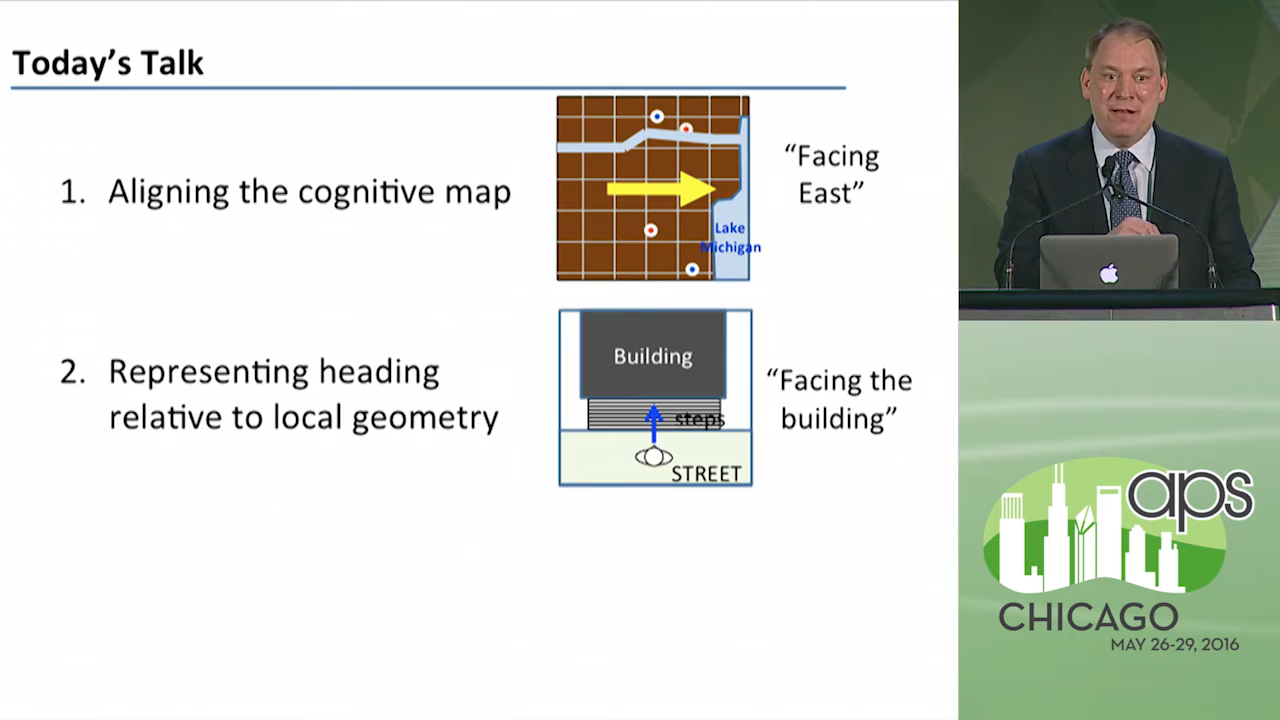 Today’s Talk
1. Aligning the cognitive map
Lake
Michigan
“Facing
East”
2. Representing heading
relative to local geometry
Building
steps
STREET
“Facing the
building”
aps
CHICAGO
MAY 26-29, 2016